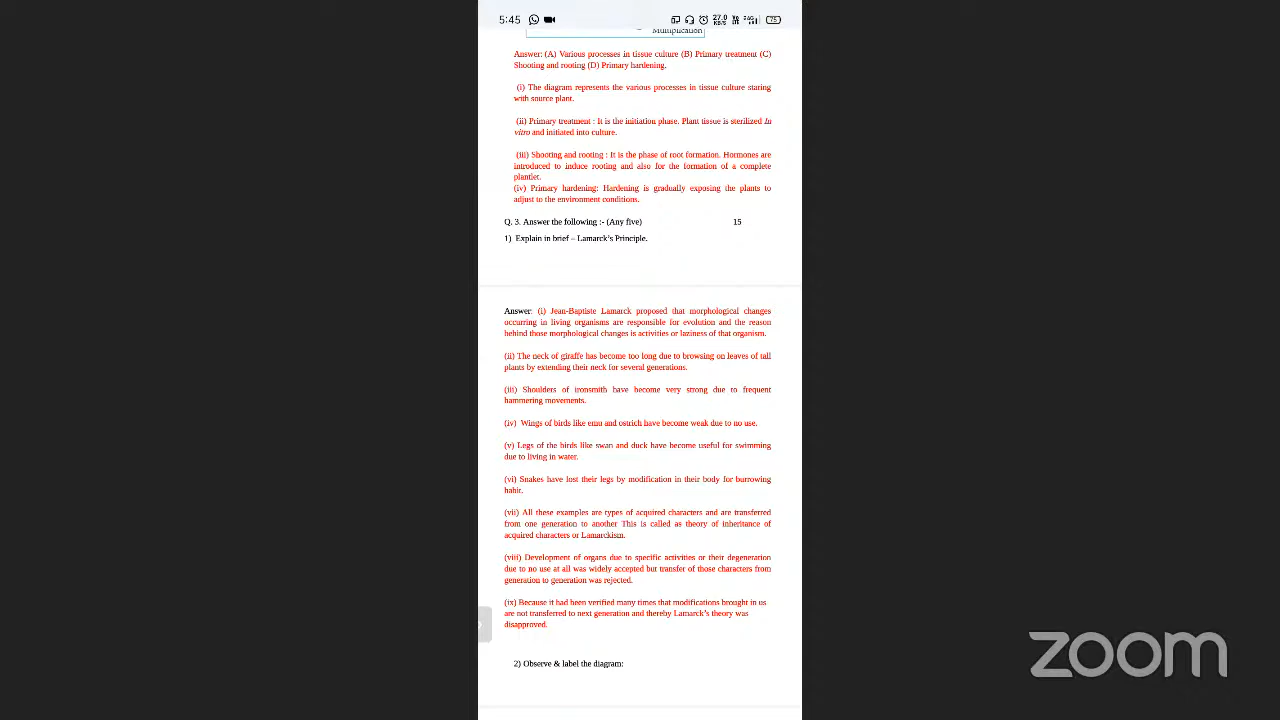 5:45 27.0 KB/S Vo LTE 75
Multiplication
Answer: (A) Various processes in tissue culture (B) Primary treatment (C)
Shooting and rooting (D) Primary hardening.
(i) The diagram represents the various processes in tissue culture staring
with source plant.
(ii) Primary treatment : It is the initiation phase. Plant tissue is sterilized In
vitro and initiated into culture.
(iii) Shooting and rooting : It is the phase of root formation. Hormones are
introduced to induce rooting and also for the formation of a complete
plantlet.
(iv) Primary hardening: Hardening is gradually exposing the plants to
adjust to the environment conditions.
Q. 3. Answer the following :- (Any five) 15
1) Explain in brief – Lamarck's Principle.
Answer: (i) Jean-Baptiste Lamarck proposed that morphological changes
occurring in living organisms are responsible for evolution and the reason
behind those morphological changes is activities or laziness of that organism.
(ii) The neck of giraffe has become too long due to browsing on leaves of tall
plants by extending their neck for several generations.
(iii) Shoulders of ironsmith have become very strong due to frequent
hammering movements.
(iv) Wings of birds like emu and ostrich have become weak due to no use.
(v) Legs of the birds like swan and duck have become useful for swimming
due to living in water.
(vi) Snakes have lost their legs by modification in their body for burrowing
habit.
(vii) All these examples are types of acquired characters and are transferred
from one generation to another This is called as theory of inheritance of
acquired characters or Lamarckism.
(viii) Development of organs due to specific activities or their degeneration
due to no use at all was widely accepted but transfer of those characters from
generation to generation was rejected.
(ix) Because it had been verified many times that modifications brought in us
are not transferred to next generation and thereby Lamarck's theory was
disapproved.
2) Observe & label the diagram:
zoom